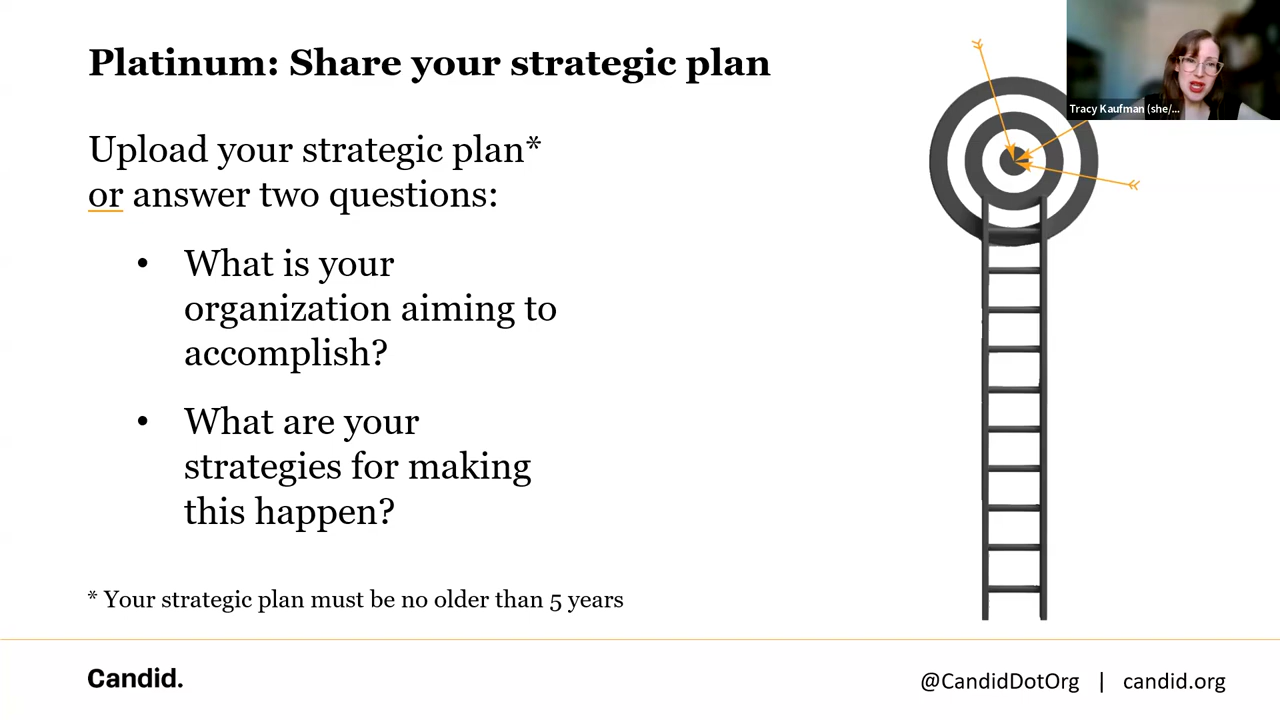 Platinum: Share your strategic plan
Tracy Kaufman (she/...
Upload your strategic plan*
or answer two questions:
• What is your
organization aiming to
accomplish?
• What are your
strategies for making
this happen?
* Your strategic plan must be no older than 5 years
Candid.
@CandidDotOrg | candid.org